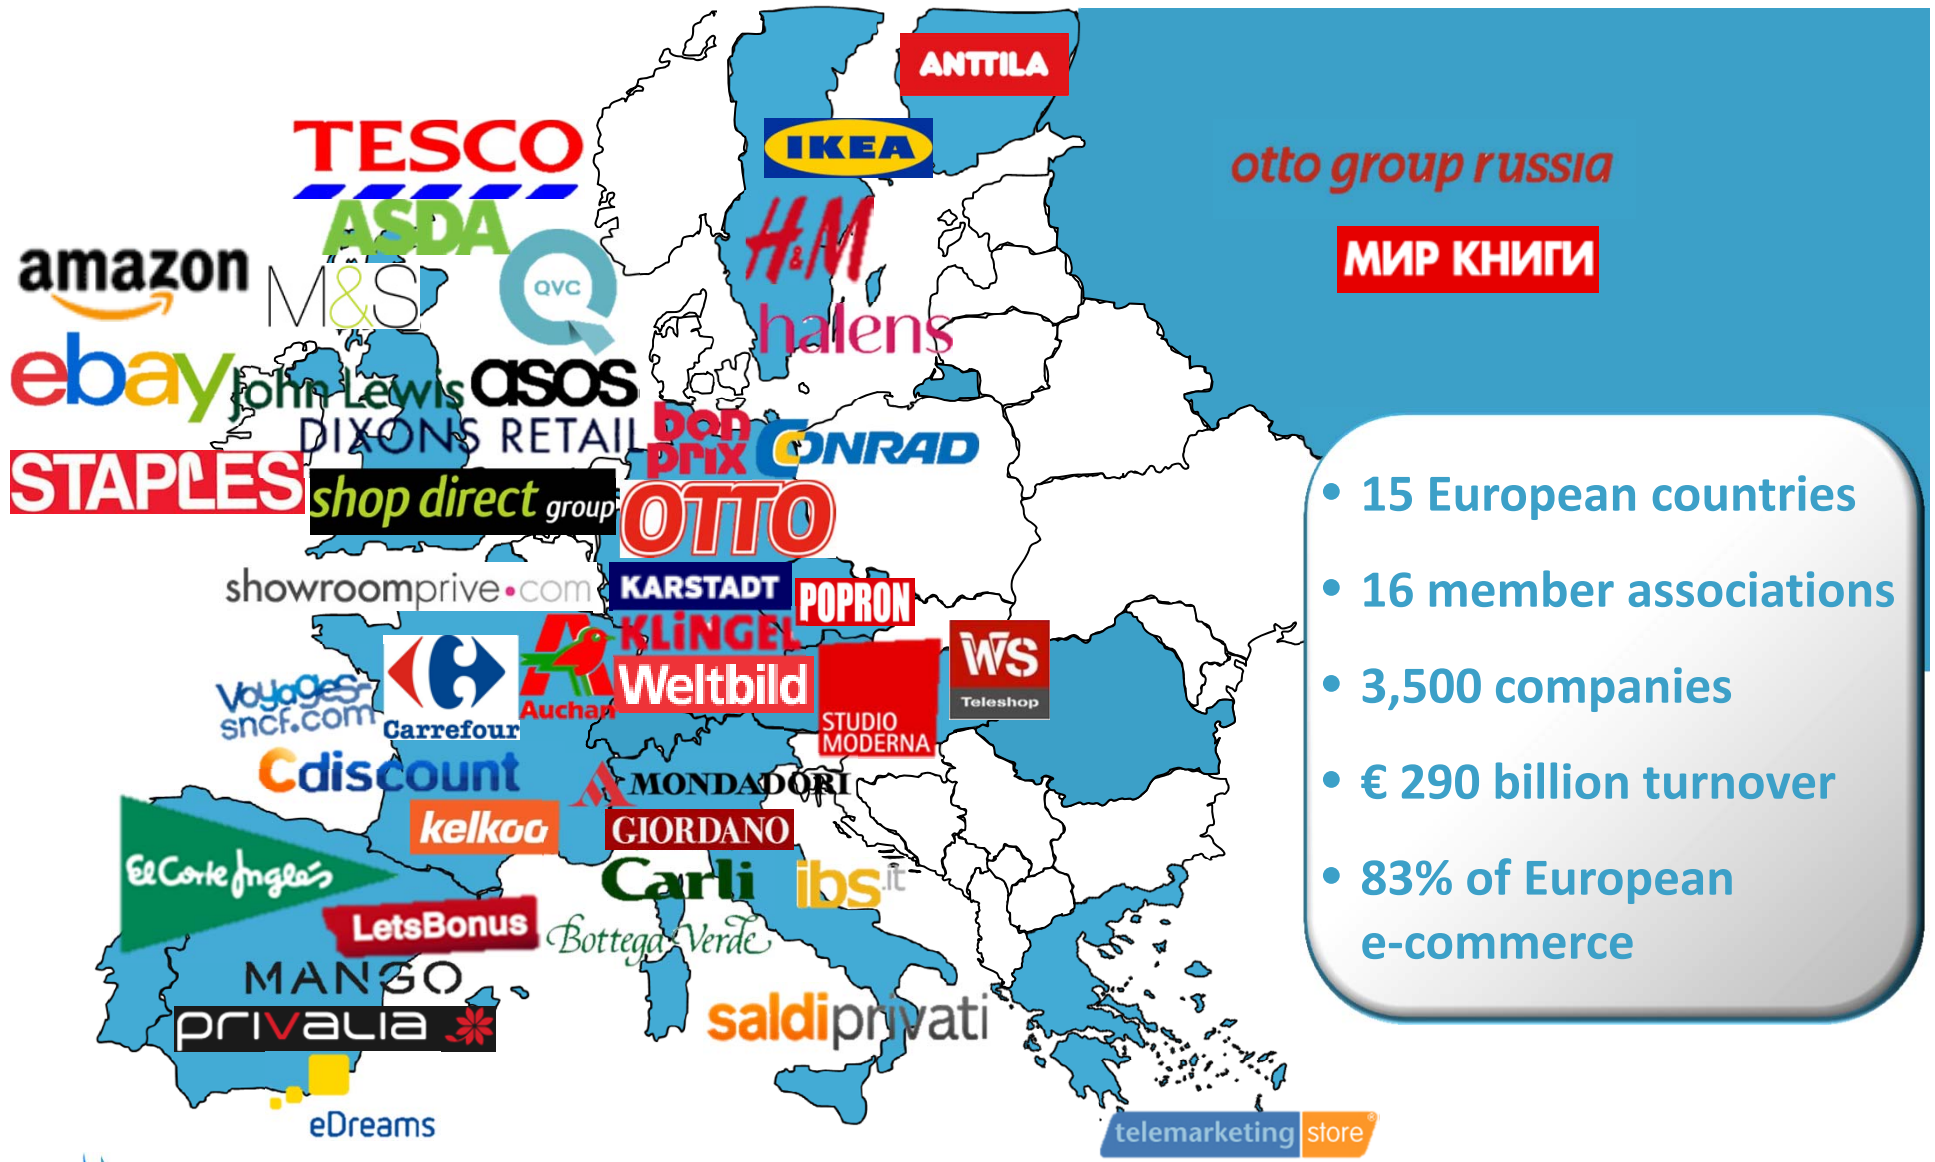 ANTTILA
TESCO
IKEA
otto group russia
ASDA
H&M
МИР КНИГИ
amazon
M&S
QVC
halens
ebay
John Lewis
asos
DIXONS RETAIL
bon
prix
CONRAD
STAPLES
shop direct group
OTTO
• 15 European countries
showroomprive.com
KARSTADT
POPRON
• 16 member associations
KLiNGEL
WS
Teleshop
Voyages-
sncf.com
Carrefour
Auchan
Weltbild
STUDIO
MODERNA
• 3,500 companies
Cdiscount
MONDADORI
• € 290 billion turnover
kelkoo
GIORDANO
El Corte Inglés
Carli
ibs.it
• 83% of European
e-commerce
LetsBonus
Bottega Verde
MANGO
PRIVALIA
saldiprivati
eDreams
telemarketing store®